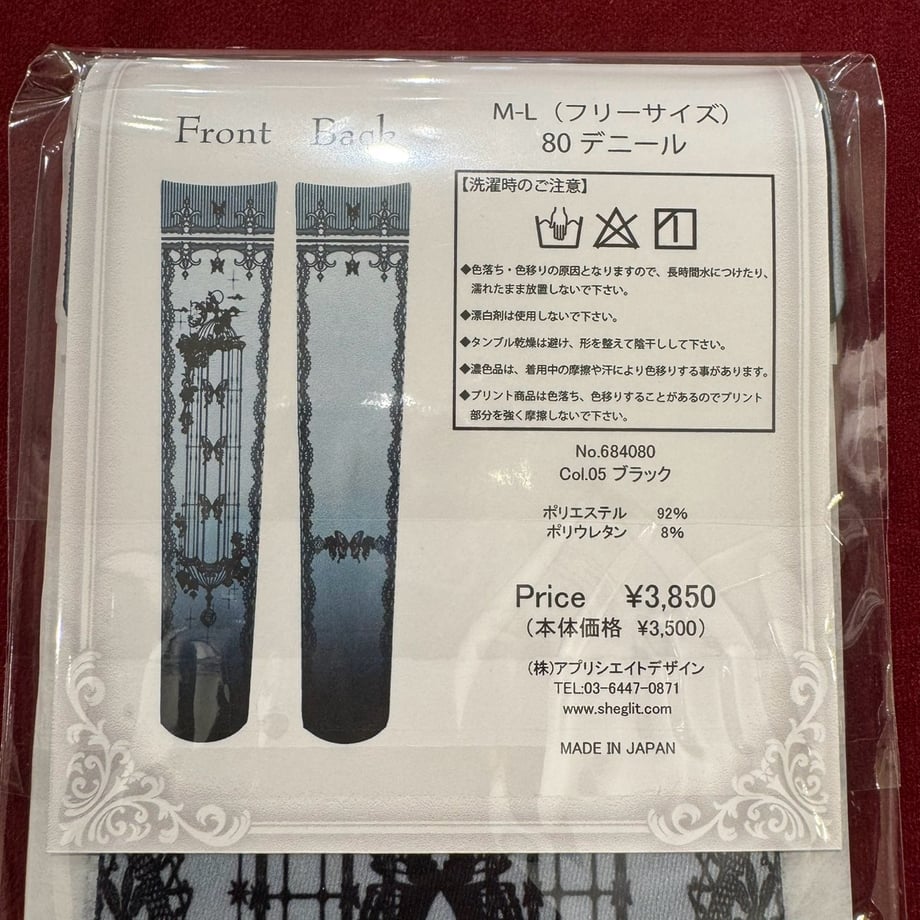 Front Back
M-L（フリーサイズ）
80 デニール
【洗濯時のご注意】
◆色落ち・色移りの原因となりますので、長時間水につけたり、
濡れたまま放置しないで下さい。
◆漂白剤は使用しないで下さい。
◆タンブル乾燥は避け、形を整えて陰干しして下さい。
◆濃色品は、着用中の摩擦や汗により色移りする事があります。
◆プリント商品は色落ち、色移りすることがあるのでプリント
部分を強く摩擦しないで下さい。
No.684080
Col.05 ブラック
ポリエステル 92%
ポリウレタン 8%
Price ¥3,850
（本体価格 ¥3,500）
(株)アプリシエイトデザイン
TEL:03-6447-0871
www.sheglit.com
MADE IN JAPAN